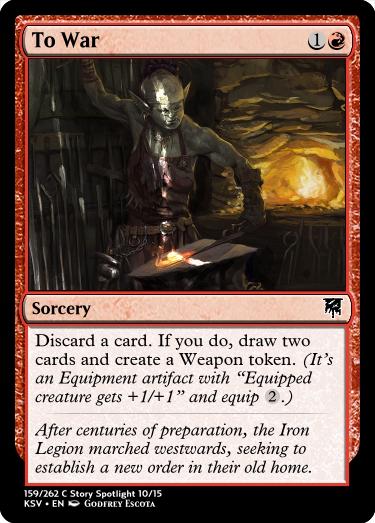 To War 1
Sorcery
Discard a card. If you do, draw two
cards and create a Weapon token. (It's
an Equipment artifact with “Equipped
creature gets +1/+1” and equip 2.)
After centuries of preparation, the Iron
Legion marched westwards, seeking to
establish a new order in their old home.
159/262 C Story Spotlight 10/15
KSV • EN Godfrey Escota